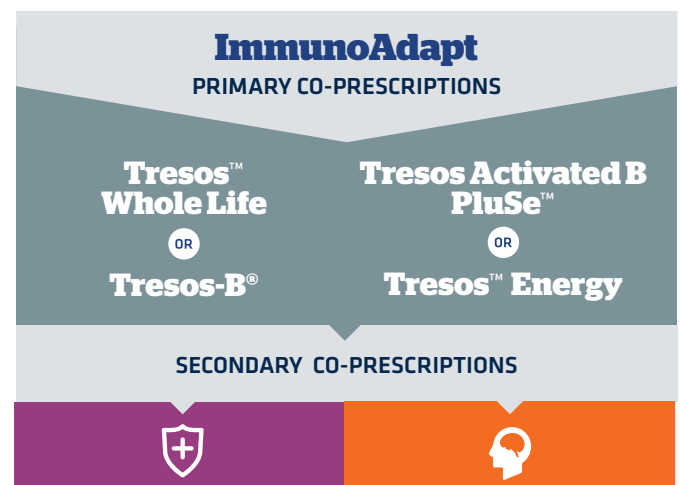 ImmunoAdapt
PRIMARY CO-PRESCRIPTIONS
Tresos™
Whole Life
OR
Tresos-B®
Tresos Activated B
PluSe™
OR
Tresos™ Energy
SECONDARY CO-PRESCRIPTIONS